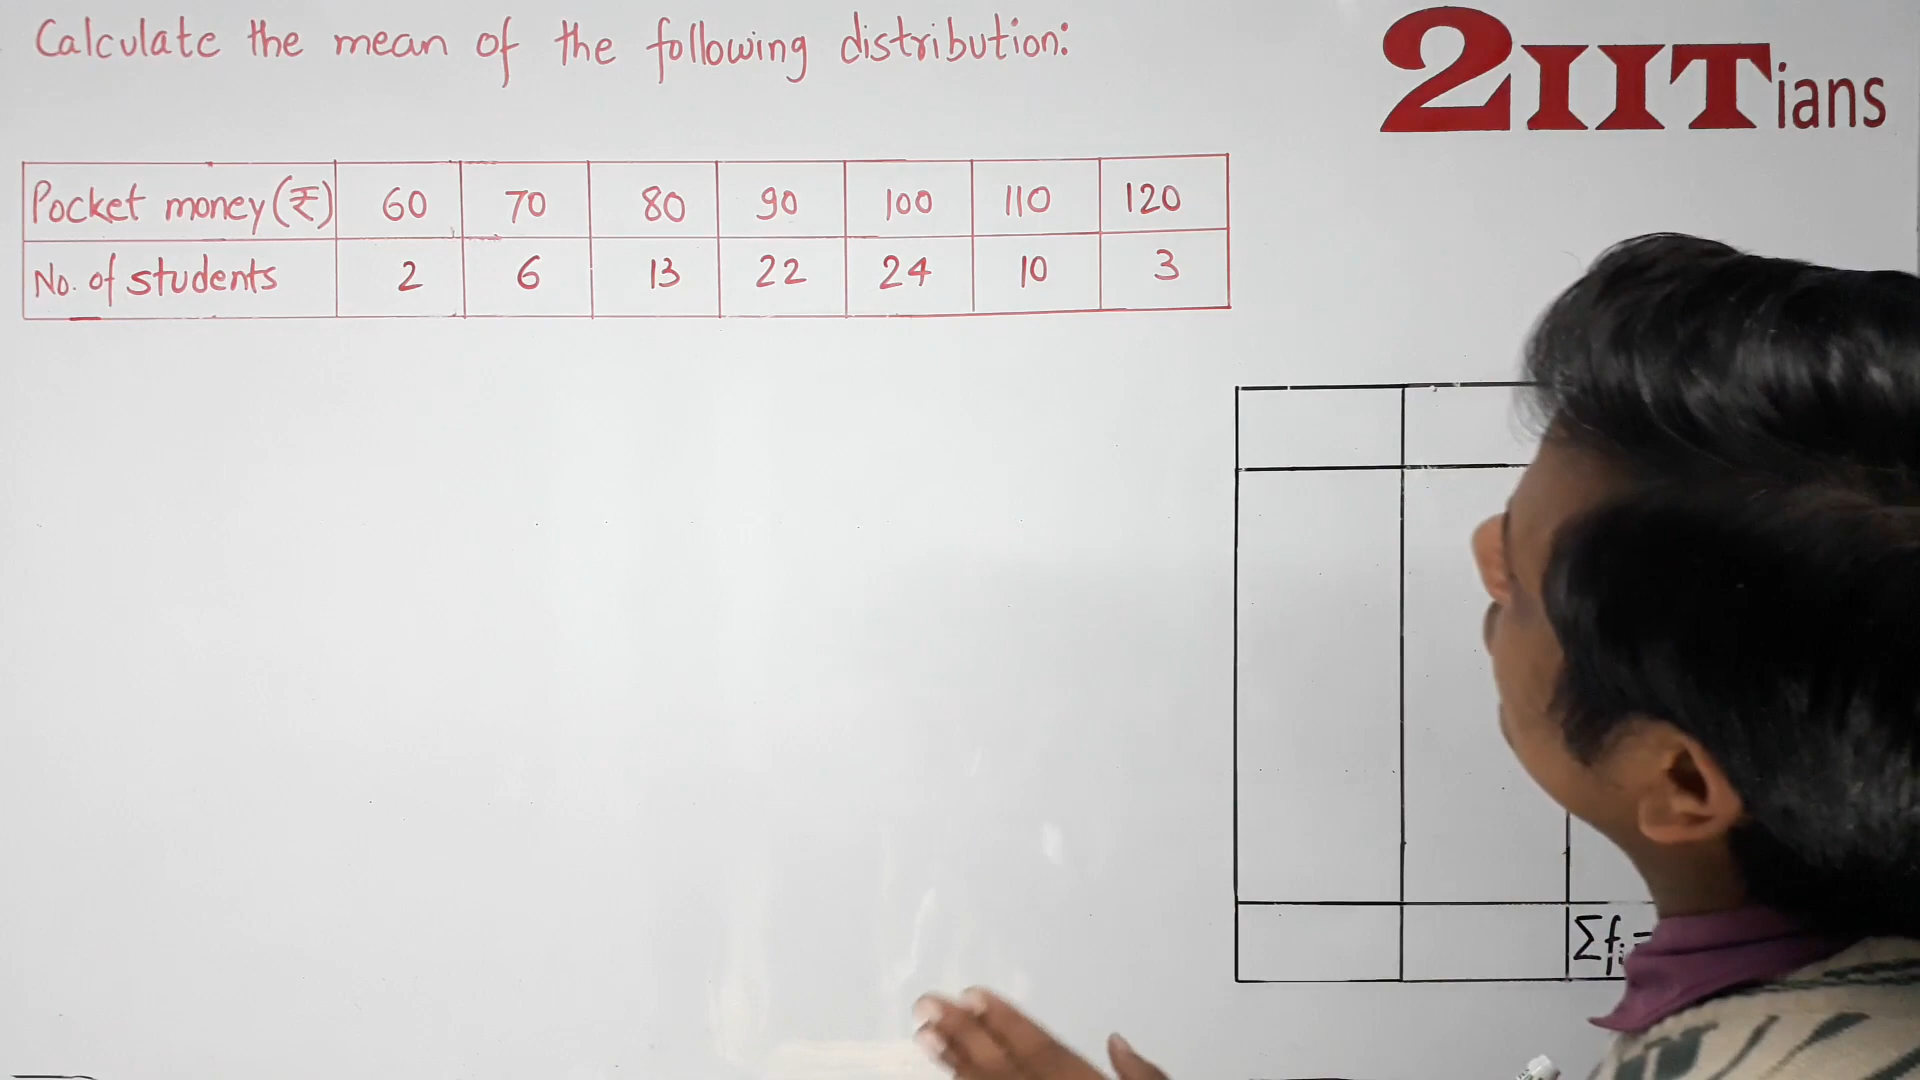 Calculate the mean of the following distribution:
2IITians
Pocket money (₹) 60 70 80 90 100 110 120
No. of students 2 6 13 22 24 10 3
Σfᵢ =